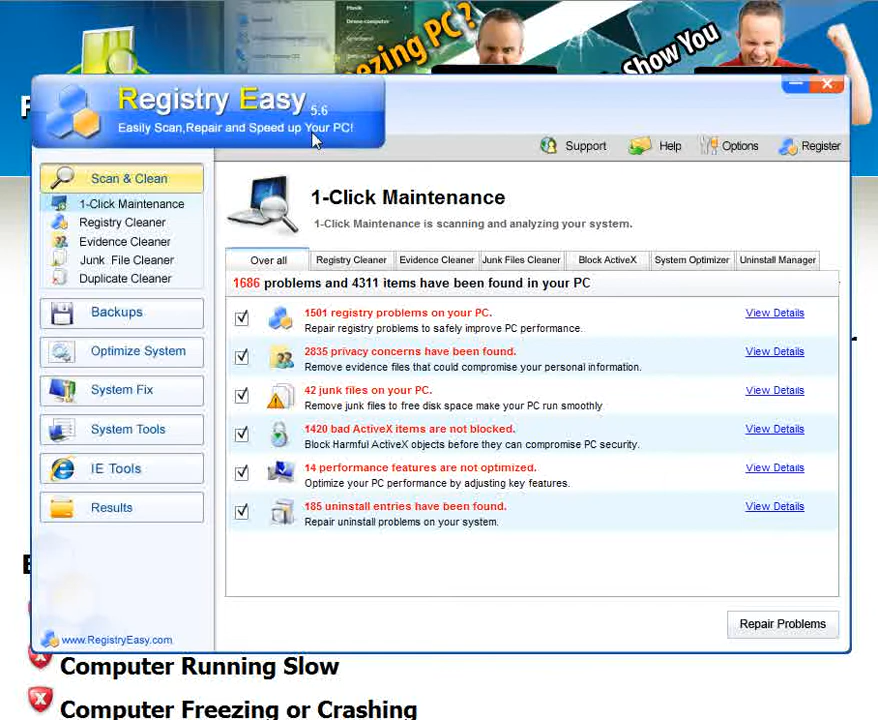 Musik
Denne computer
ezing PC?
Show You
Registry Easy 5.6
Easily Scan,Repair and Speed up Your PC!
Support Help Options Register
Scan & Clean
1-Click Maintenance
Registry Cleaner
Evidence Cleaner
Junk File Cleaner
Duplicate Cleaner
Backups
Optimize System
System Fix
System Tools
IE Tools
Results
www.RegistryEasy.com
1-Click Maintenance
1-Click Maintenance is scanning and analyzing your system.
Over all Registry Cleaner Evidence Cleaner Junk Files Cleaner Block ActiveX System Optimizer Uninstall Manager
1686 problems and 4311 items have been found in your PC
1501 registry problems on your PC. View Details
Repair registry problems to safely improve PC performance.
2835 privacy concerns have been found. View Details
Remove evidence files that could compromise your personal information.
42 junk files on your PC. View Details
Remove junk files to free disk space make your PC run smoothly
1420 bad ActiveX items are not blocked. View Details
Block Harmful ActiveX objects before they can compromise PC security.
14 performance features are not optimized. View Details
Optimize your PC performance by adjusting key features.
185 uninstall entries have been found. View Details
Repair uninstall problems on your system.
Repair Problems
Computer Running Slow
Computer Freezing or Crashing